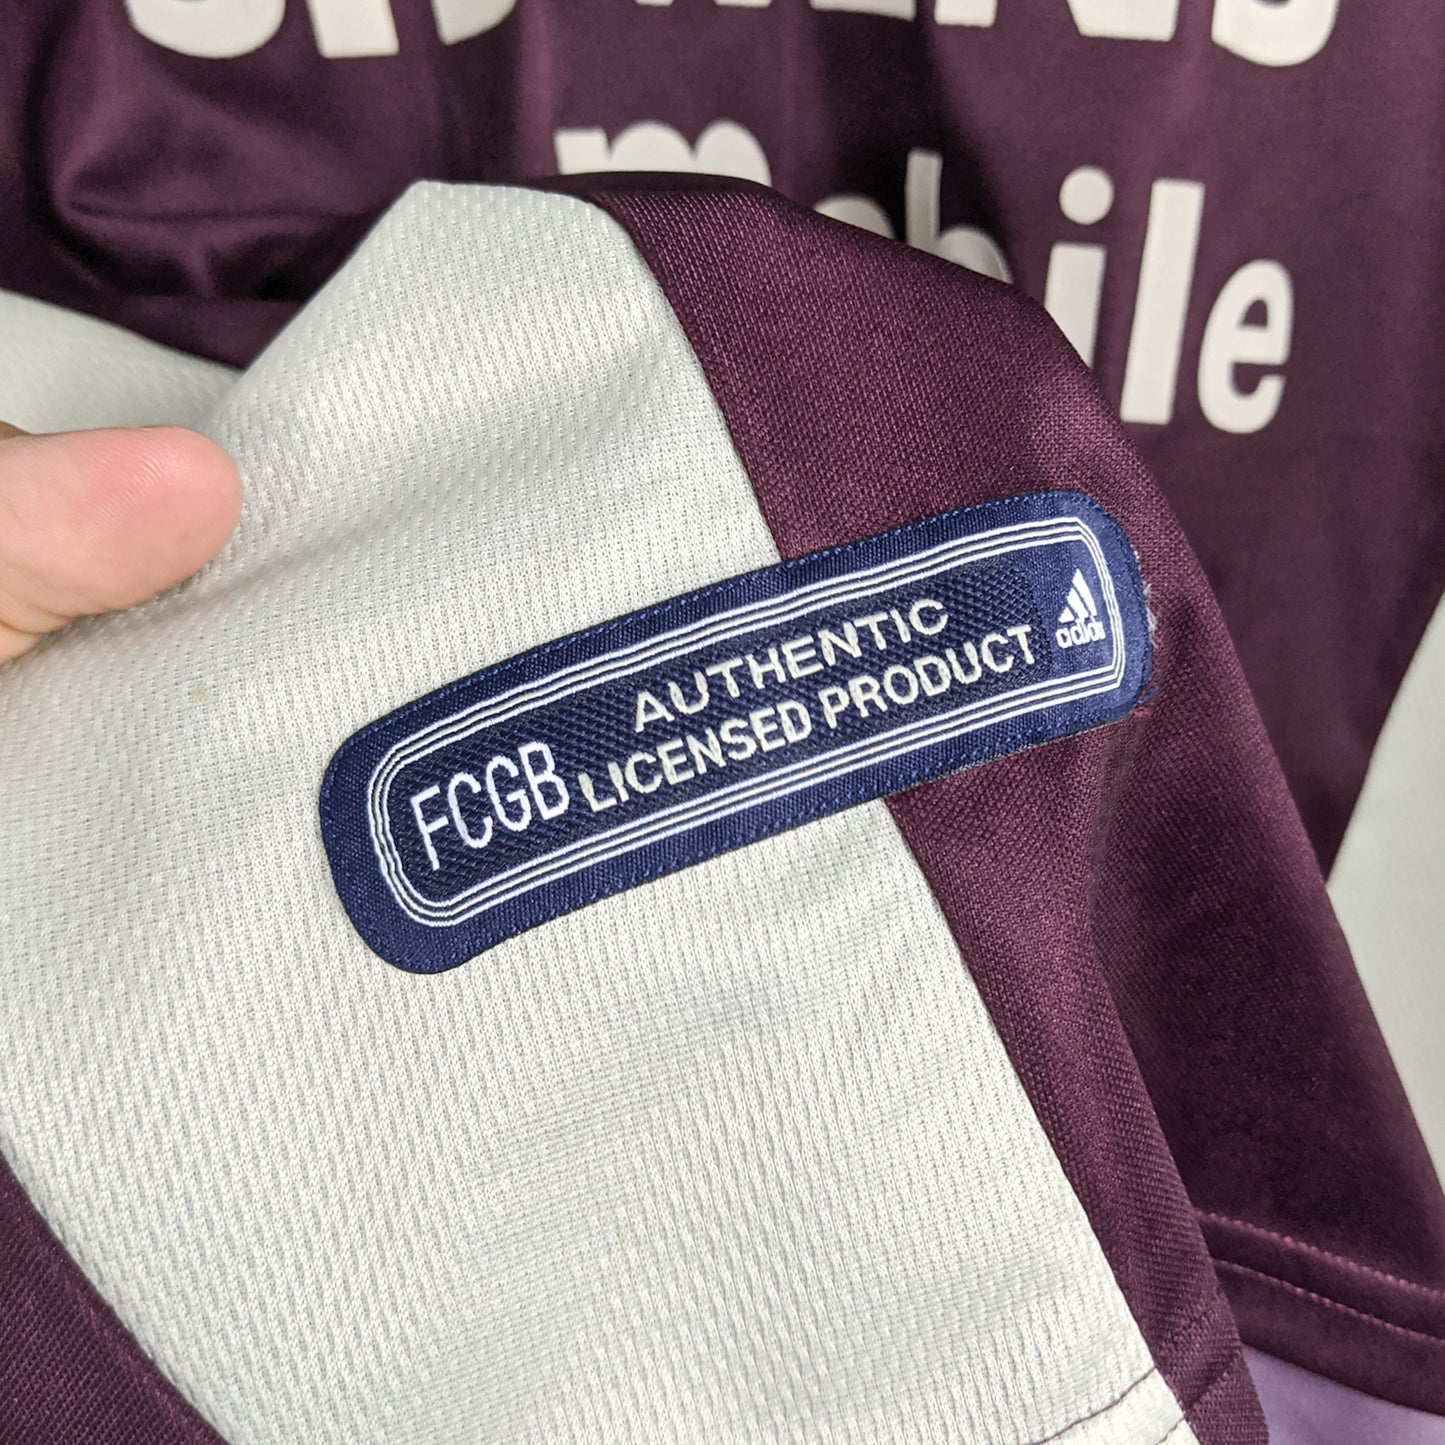 mobile
AUTHENTIC
FCGB LICENSED PRODUCT
adidas